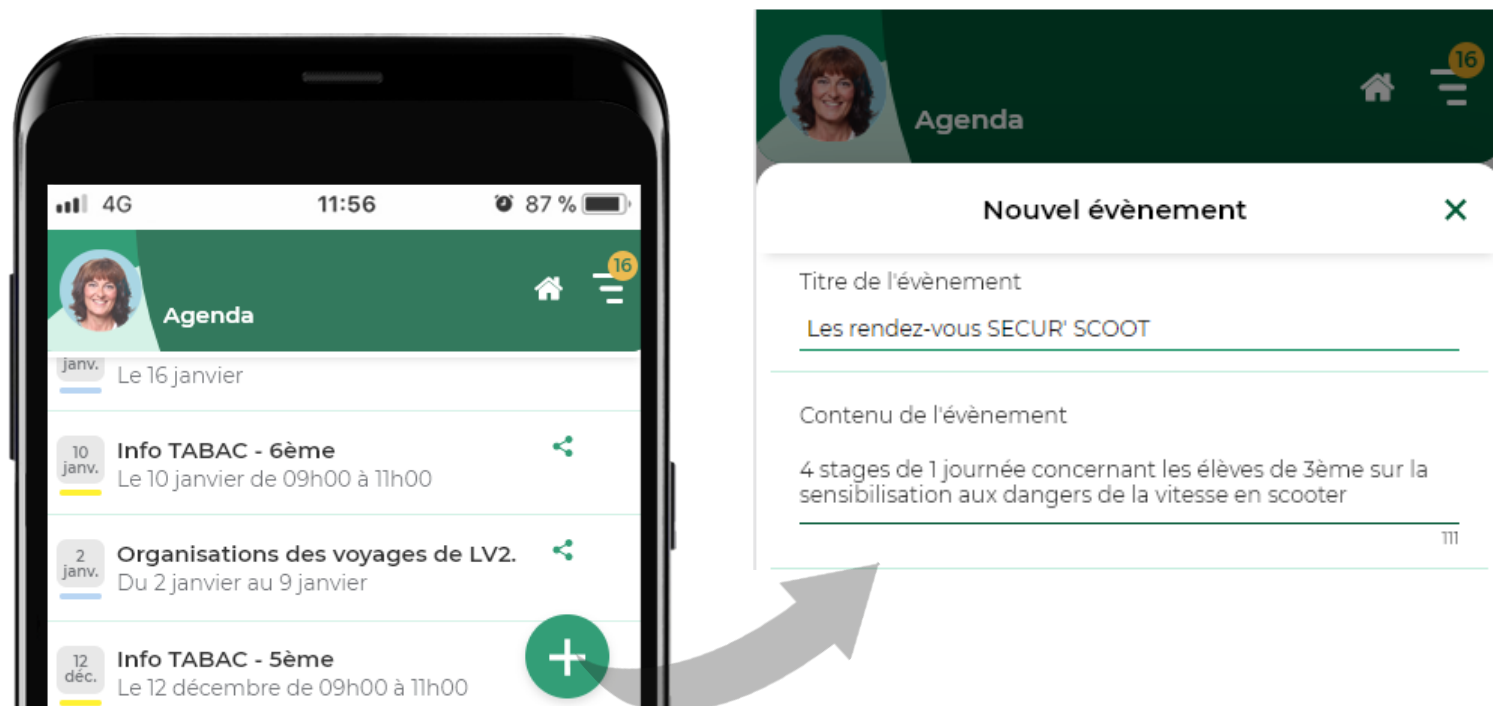 4G 11:56 87 %
16
Agenda
janv.
Le 16 janvier
10
janv.
Info TABAC - 6ème
Le 10 janvier de 09h00 à 11h00
2
janv.
Organisations des voyages de LV2.
Du 2 janvier au 9 janvier
12
déc.
Info TABAC - 5ème
Le 12 décembre de 09h00 à 11h00
16
Agenda
Nouvel évènement
Titre de l'évènement
Les rendez-vous SECUR' SCOOT
Contenu de l'évènement
4 stages de 1 journée concernant les élèves de 3ème sur la
sensibilisation aux dangers de la vitesse en scooter
111